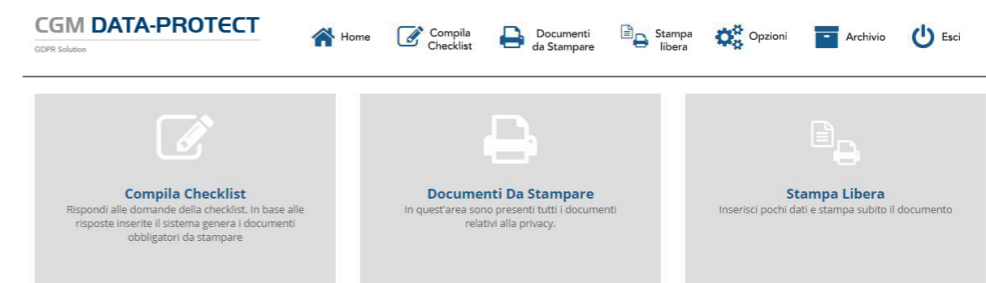 CGM DATA-PROTECT
GDPR Solution
Home
Compila
Checklist
Documenti
da Stampare
Stampa
libera
Opzioni
Archivio
Esci
Compila Checklist
Rispondi alle domande della checklist. In base alle
risposte inserite il sistema genera i documenti
obbligatori da stampare
Documenti Da Stampare
In quest'area sono presenti tutti i documenti
relativi alla privacy.
Stampa Libera
Inserisci pochi dati e stampa subito il documento